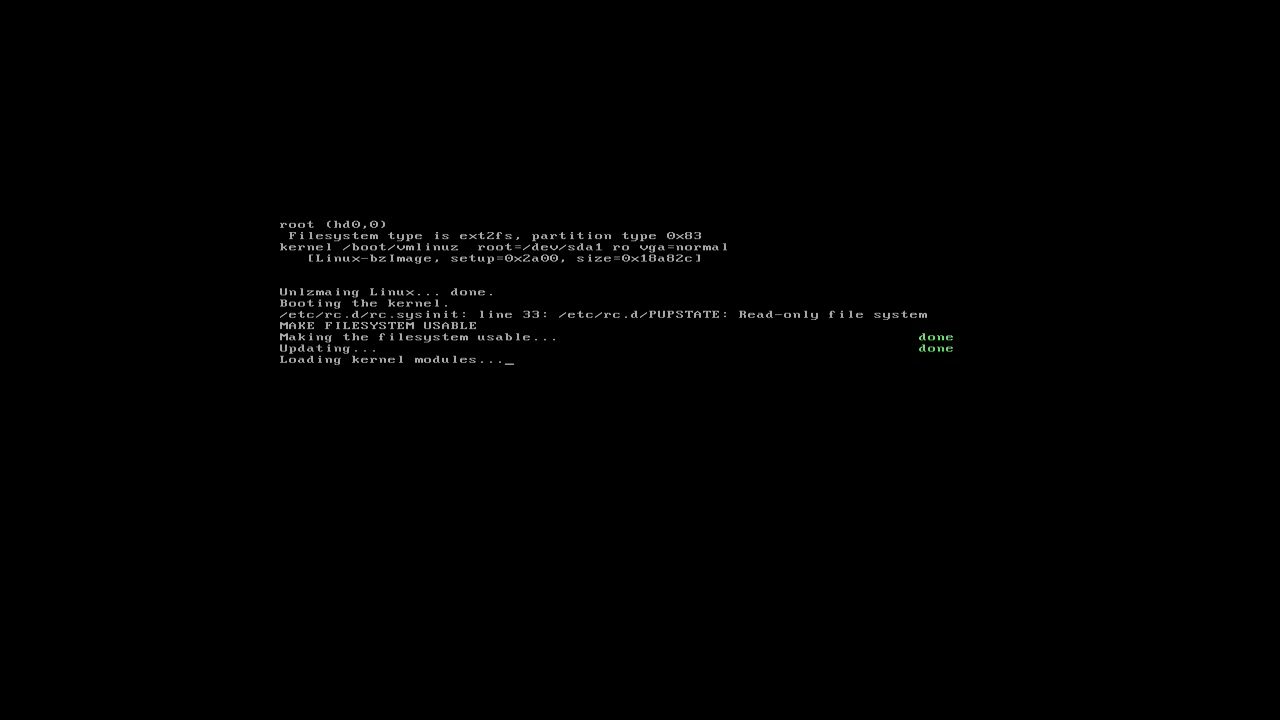 root (hd0,0)
Filesystem type is ext2fs, partition type 0x83
kernel /boot/vmlinuz  root=/dev/sda1 ro vga=normal
[Linux-bzImage, setup=0x2a00, size=0x18a82c]
Unlzmaing Linux... done.
Booting the kernel.
/etc/rc.d/rc.sysinit: line 33: /etc/rc.d/PUPSTATE: Read-only file system
MAKE FILESYSTEM USABLE
Making the filesystem usable... done
Updating... done
Loading kernel modules..._